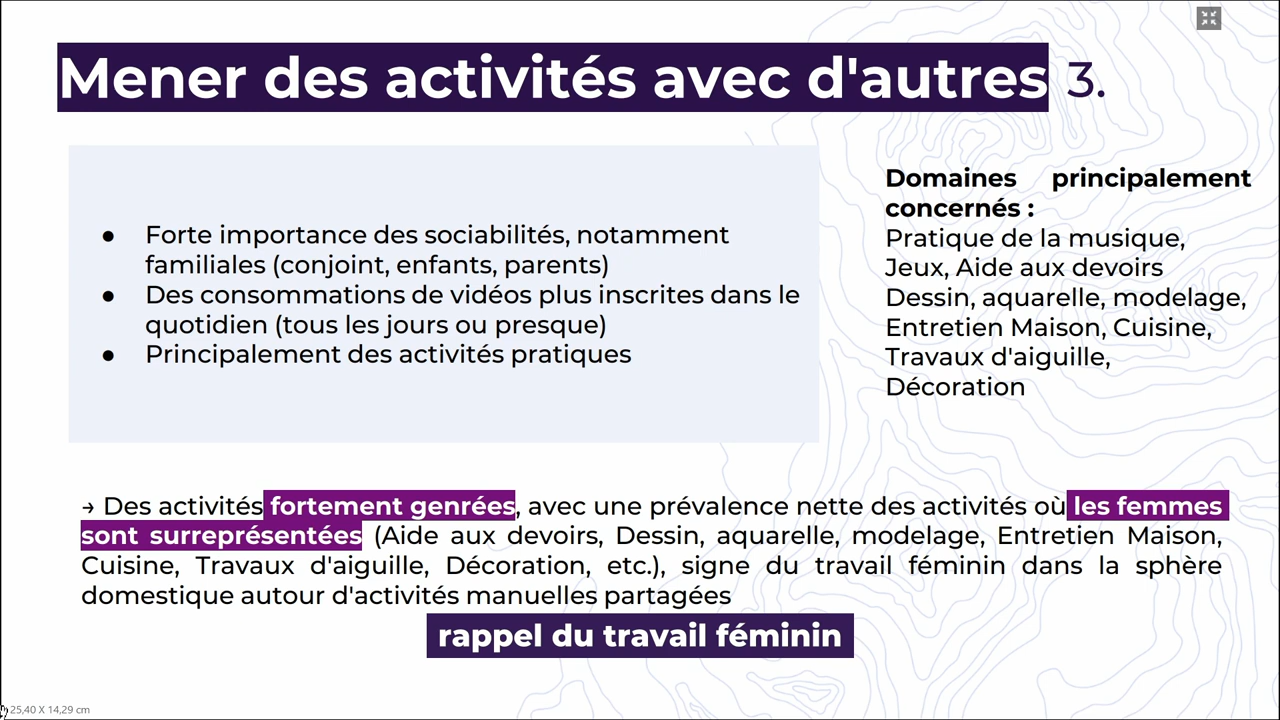 Mener des activités avec d'autres 3.
● Forte importance des sociabilités, notamment
familiales (conjoint, enfants, parents)
● Des consommations de vidéos plus inscrites dans le
quotidien (tous les jours ou presque)
● Principalement des activités pratiques
Domaines principalement
concernés :
Pratique de la musique,
Jeux, Aide aux devoirs
Dessin, aquarelle, modelage,
Entretien Maison, Cuisine,
Travaux d'aiguille,
Décoration
→ Des activités fortement genrées, avec une prévalence nette des activités où les femmes
sont surreprésentées (Aide aux devoirs, Dessin, aquarelle, modelage, Entretien Maison,
Cuisine, Travaux d'aiguille, Décoration, etc.), signe du travail féminin dans la sphère
domestique autour d'activités manuelles partagées
rappel du travail féminin
25,40 X 14,29 cm